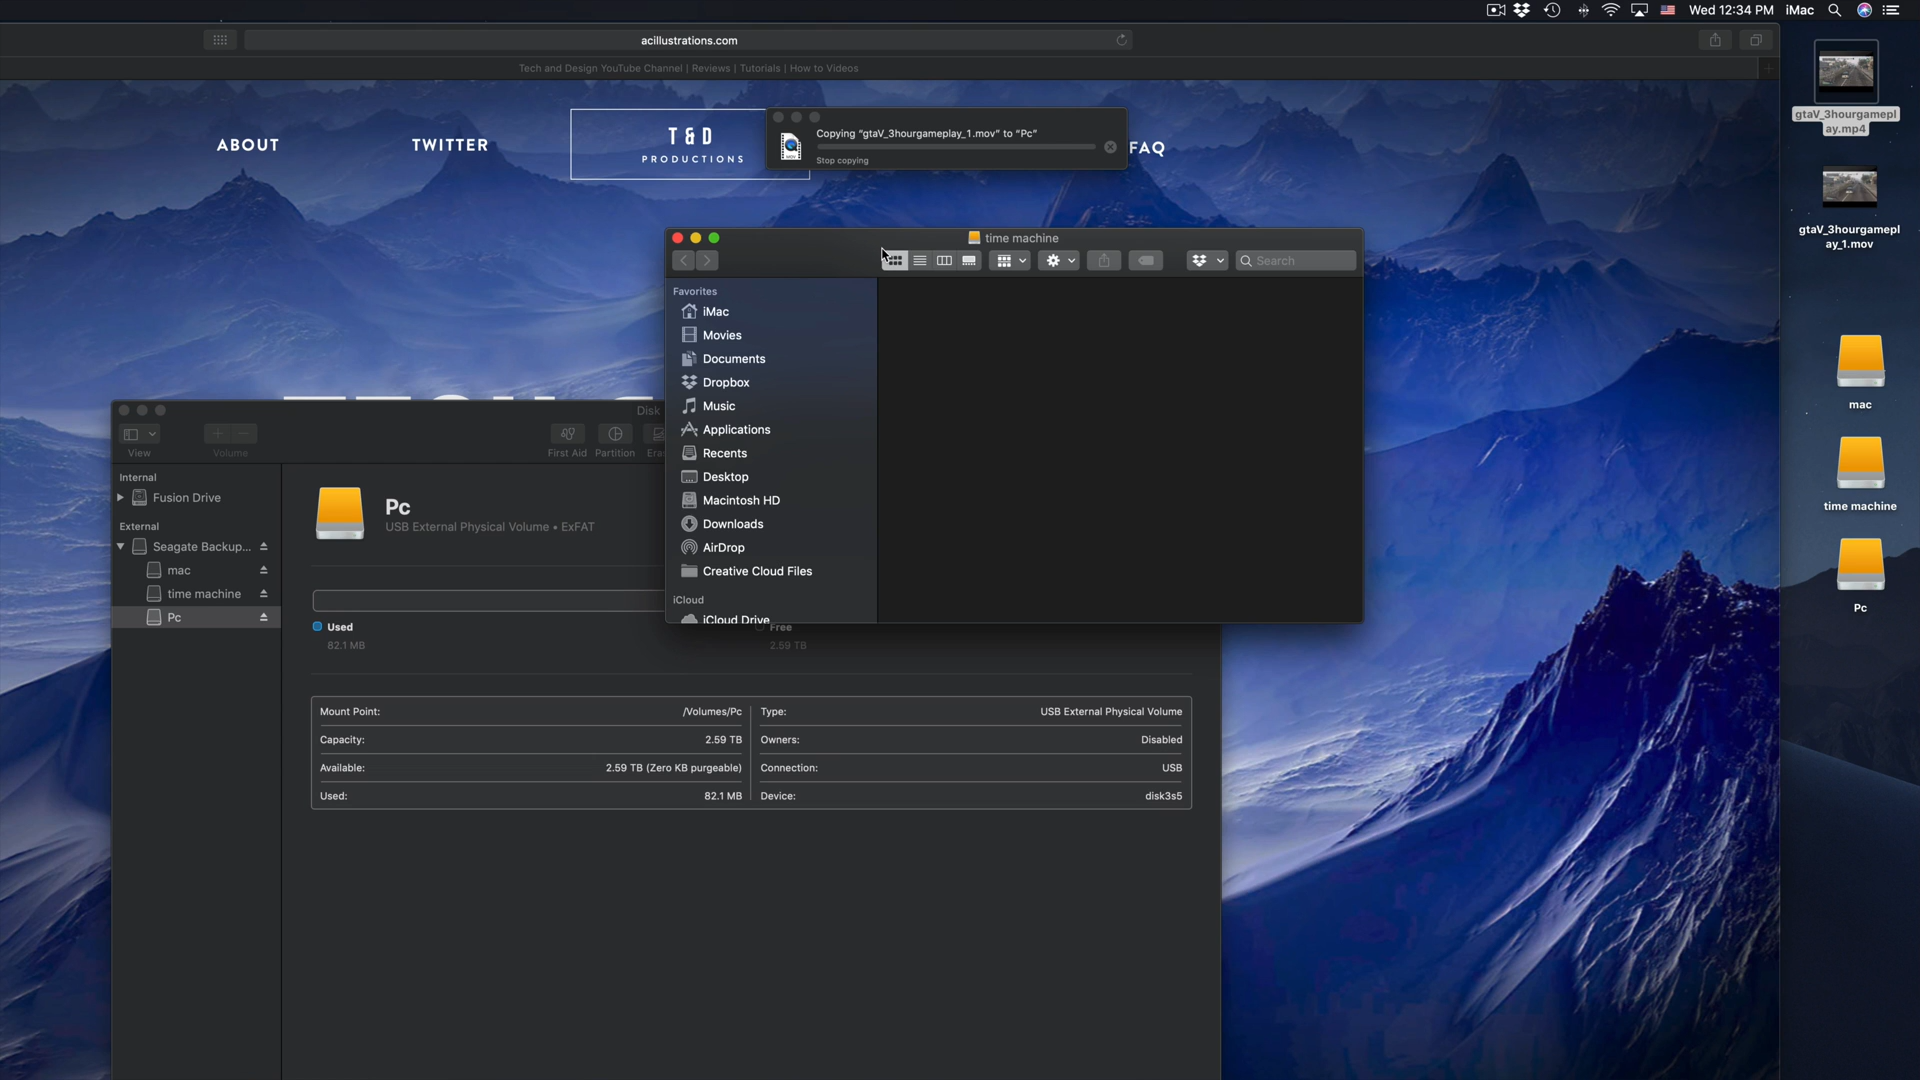 Wed 12:34 PM iMac
acillustrations.com
Tech and Design YouTube Channel | Reviews | Tutorials | How to Videos
ABOUT
TWITTER
T & D
PRODUCTIONS
FAQ
Copying “gtaV_3hourgameplay_1.mov” to “Pc”
Stop copying
MOV
gtaV_3hourgamepl
ay.mp4
gtaV_3hourgamepl
ay_1.mov
mac
time machine
Pc
time machine
Search
Favorites
iMac
Movies
Documents
Dropbox
Music
Applications
Recents
Desktop
Macintosh HD
Downloads
AirDrop
Creative Cloud Files
iCloud
iCloud Drive
Disk
View
Volume
First Aid
Partition
Eras
Internal
Fusion Drive
External
Seagate Backup...
mac
time machine
Pc
Pc
USB External Physical Volume • ExFAT
Used
82.1 MB
Free
2.59 TB
Mount Point: /Volumes/Pc
Capacity: 2.59 TB
Available: 2.59 TB (Zero KB purgeable)
Used: 82.1 MB
Type: USB External Physical Volume
Owners: Disabled
Connection: USB
Device: disk3s5